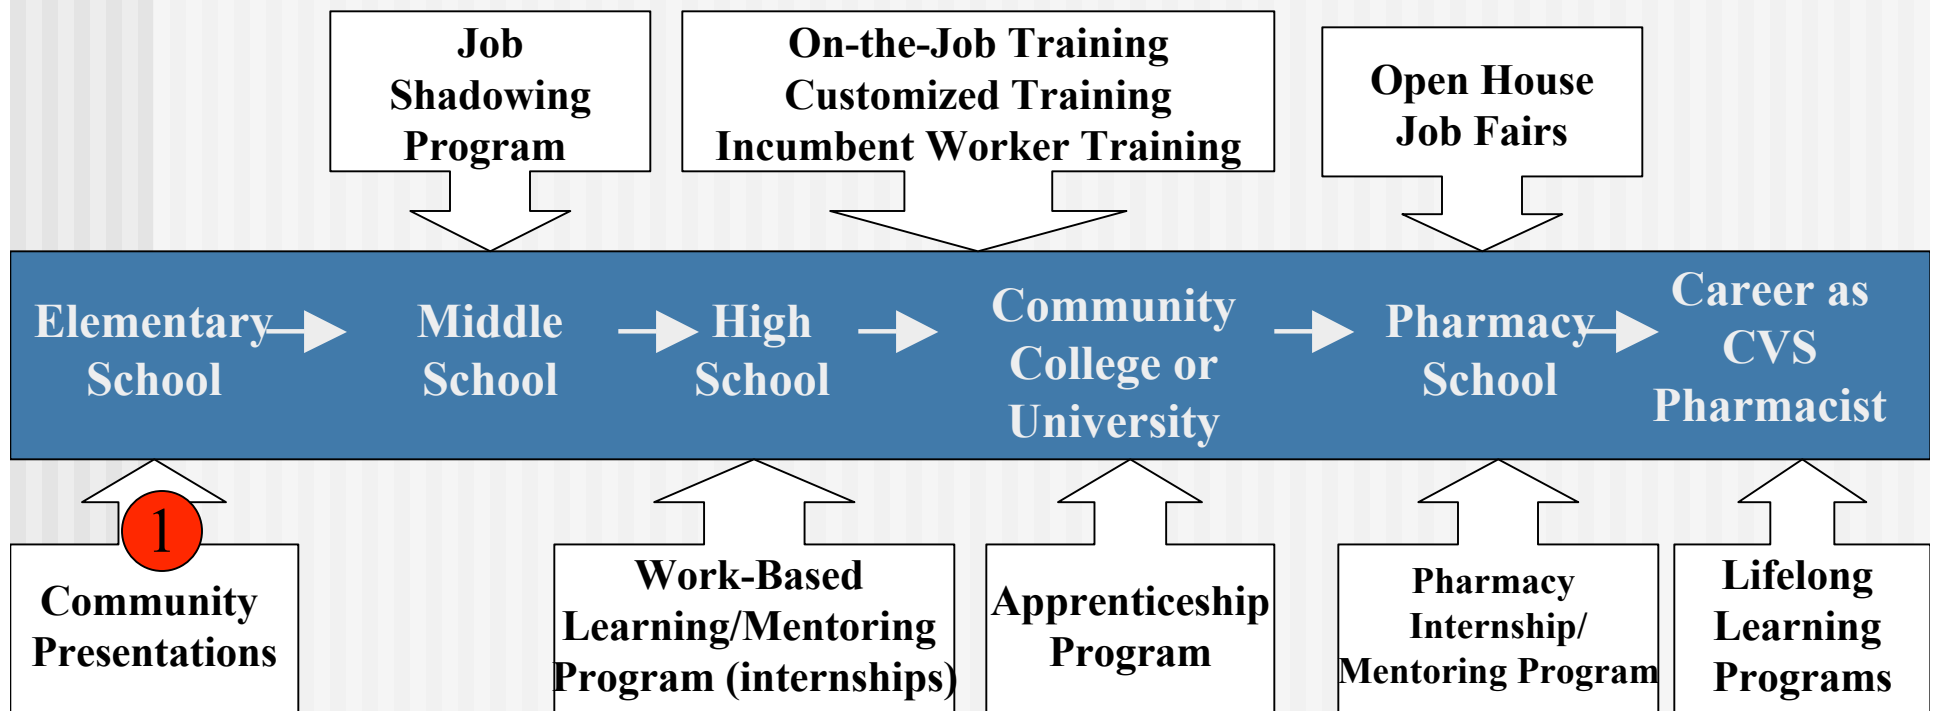 Job
Shadowing
Program
On-the-Job Training
Customized Training
Incumbent Worker Training
Open House
Job Fairs
Elementary
School
Middle
School
High
School
Community
College or
University
Pharmacy
School
Career as
CVS
Pharmacist
1
Community
Presentations
Work-Based
Learning/Mentoring
Program (internships)
Apprenticeship
Program
Pharmacy
Internship/
Mentoring Program
Lifelong
Learning
Programs